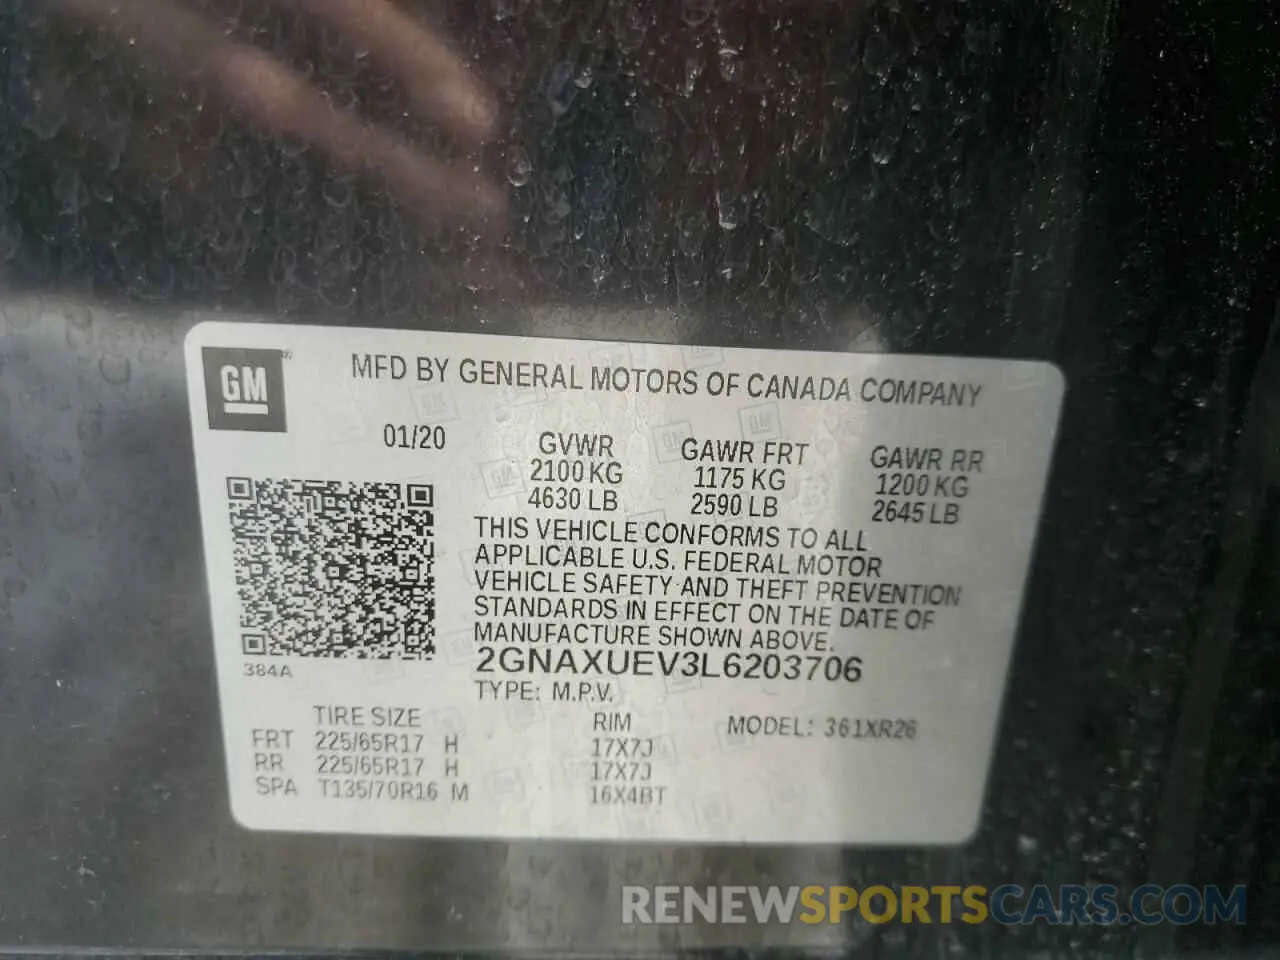 GM
MFD BY GENERAL MOTORS OF CANADA COMPANY
01/20 GVWR GAWR FRT GAWR RR
2100 KG 1175 KG 1200 KG
4630 LB 2590 LB 2645 LB
THIS VEHICLE CONFORMS TO ALL
APPLICABLE U.S. FEDERAL MOTOR
VEHICLE SAFETY AND THEFT PREVENTION
STANDARDS IN EFFECT ON THE DATE OF
MANUFACTURE SHOWN ABOVE.
384A
2GNAXUEV3L6203706
TYPE: M.P.V.
TIRE SIZE RIM MODEL: 361XR26
FRT 225/65R17 H 17X7J
RR 225/65R17 H 17X7J
SPA T135/70R16 M 16X4BT
RENEWSPORTSCARS.COM